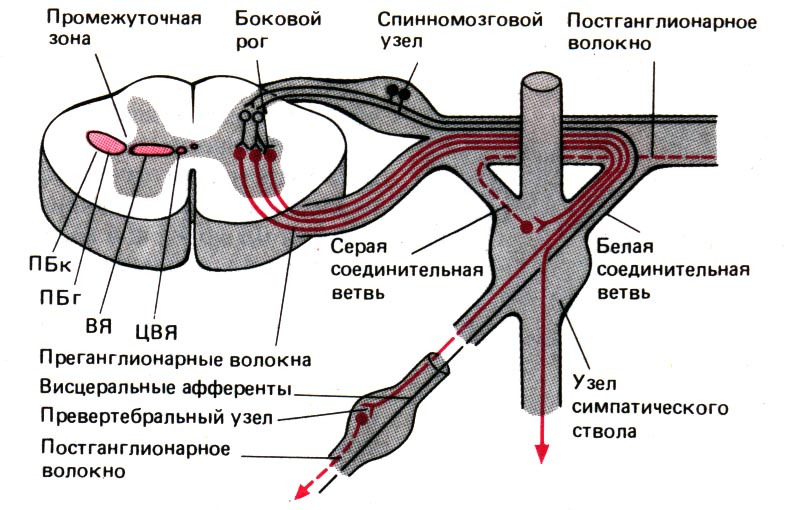 Промежуточная
зона
Боковой
рог
Спинномозговой
узел
Постганглионарное
волокно
ПБк
ПБг
ВЯ
ЦВЯ
Серая
соединительная
ветвь
Белая
соединительная
ветвь
Преганглионарные волокна
Висцеральные афференты
Превертебральный узел
Постганглионарное
волокно
Узел
симпатического
ствола